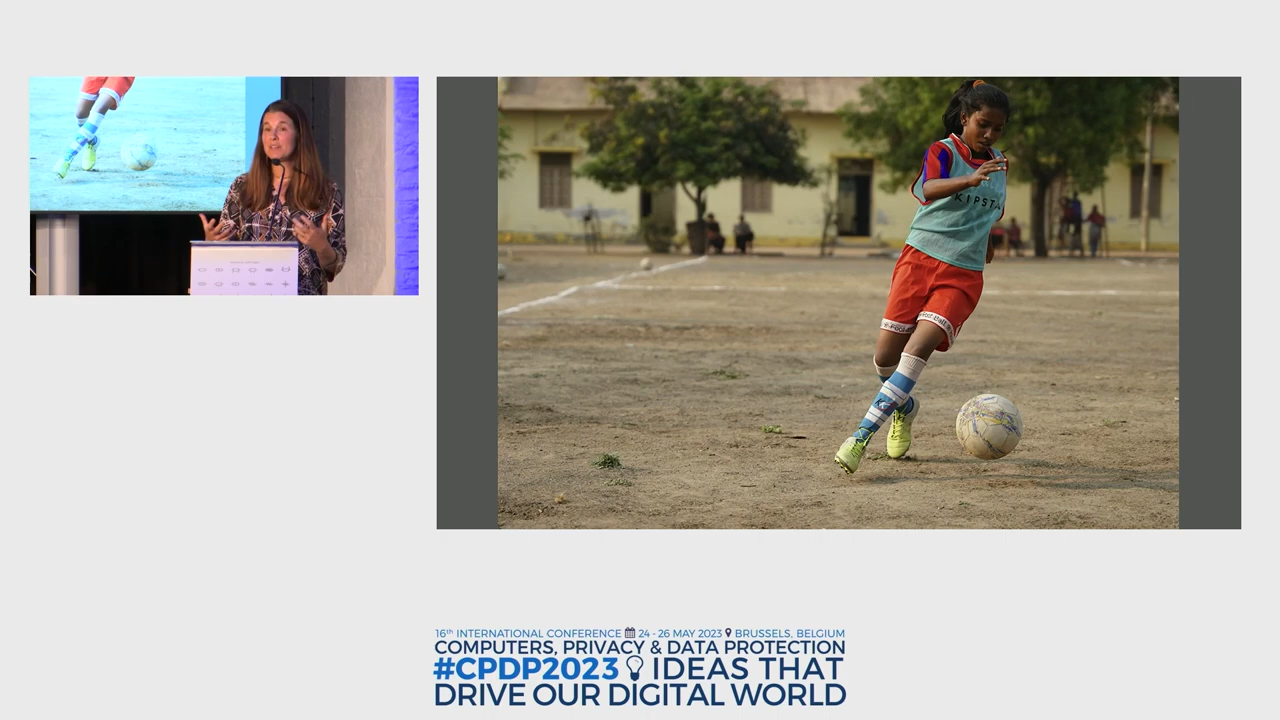 KIPST
16th INTERNATIONAL CONFERENCE 24 - 26 MAY 2023 BRUSSELS, BELGIUM
COMPUTERS, PRIVACY & DATA PROTECTION
#CPDP2023 IDEAS THAT
DRIVE OUR DIGITAL WORLD